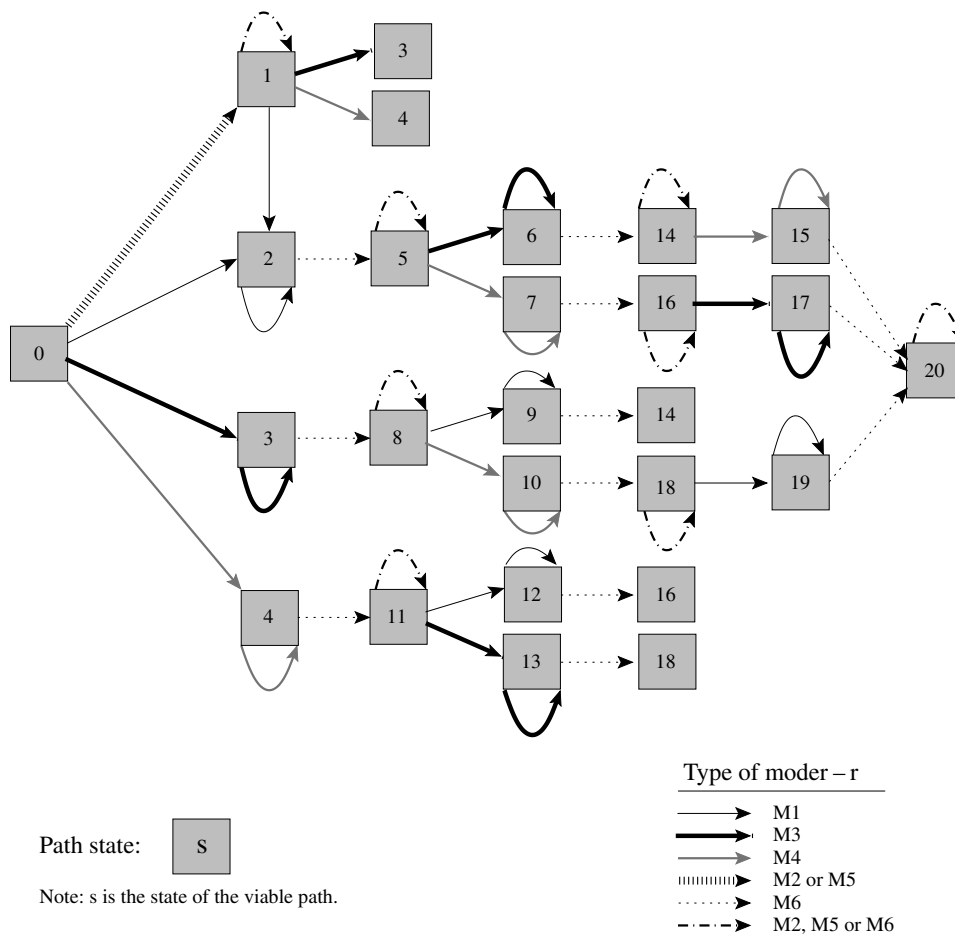 1
3
4
2
5
6
14
15
7
16
17
0
20
3
8
9
14
10
18
19
4
11
12
16
13
18
Type of moder – r
M1
M3
M4
M2 or M5
M6
M2, M5 or M6
Path state:
s
Note: s is the state of the viable path.